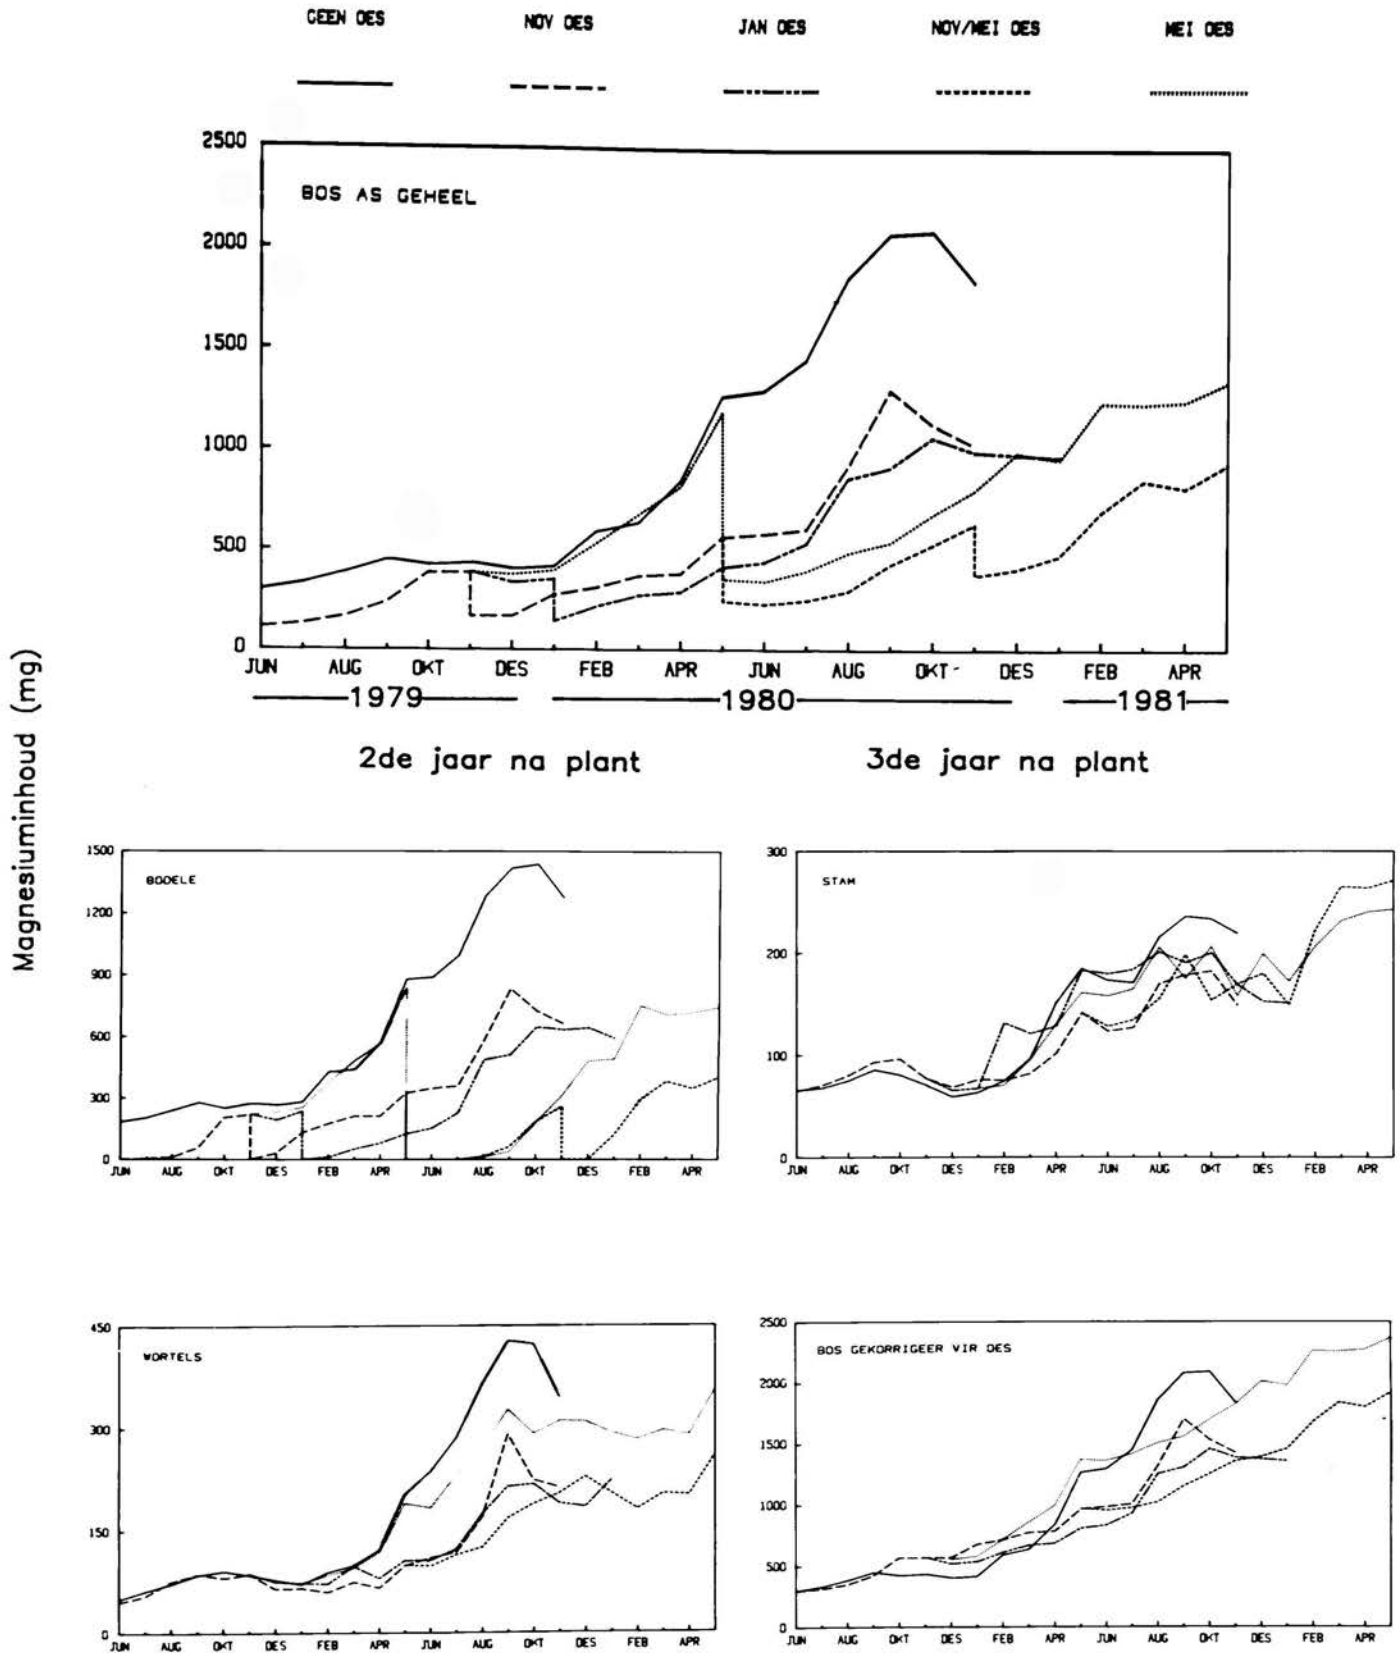 GEEN OES NOV OES JAN OES NOV/MEI OES MEI OES
2500
BOS AS GEHEEL
2000
1500
1000
500
0
JUN AUG OKT DES FEB APR JUN AUG OKT DES FEB APR
1979 1980 1981
2de jaar na plant 3de jaar na plant
Magnesiuminhoud (mg)
1500
BODELE
1200
900
600
300
0
JUN AUG OKT DES FEB APR JUN AUG OKT DES FEB APR
300
STAM
200
100
0
JUN AUG OKT DES FEB APR JUN AUG OKT DES FEB APR
450
WORTELS
300
150
0
JUN AUG OKT DES FEB APR JUN AUG OKT DES FEB APR
2500
BOS GEKORRIGEER VIR OES
2000
1500
1000
500
0
JUN AUG OKT DES FEB APR JUN AUG OKT DES FEB APR